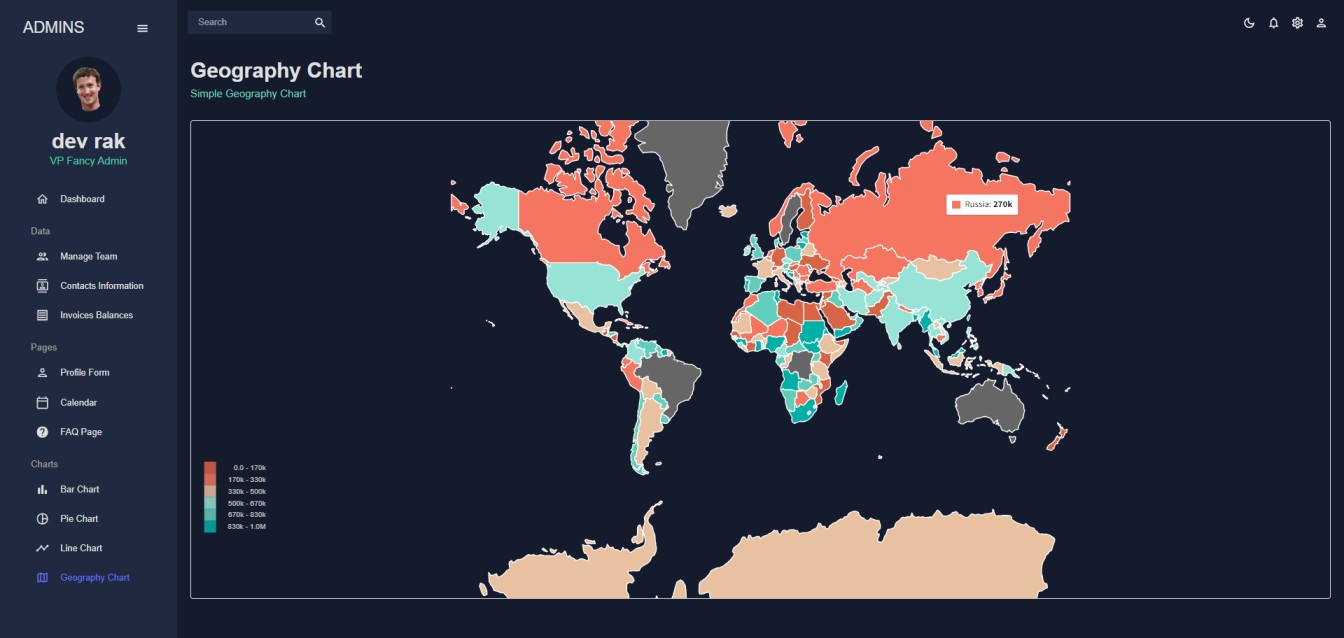 ADMINS
dev rak
VP Fancy Admin
Dashboard
Data
Manage Team
Contacts Information
Invoices Balances
Pages
Profile Form
Calendar
FAQ Page
Charts
Bar Chart
Pie Chart
Line Chart
Geography Chart
Search
Geography Chart
Simple Geography Chart
Russia: 270k
0.0 - 170k
170k - 330k
330k - 500k
500k - 670k
670k - 830k
830k - 1.0M